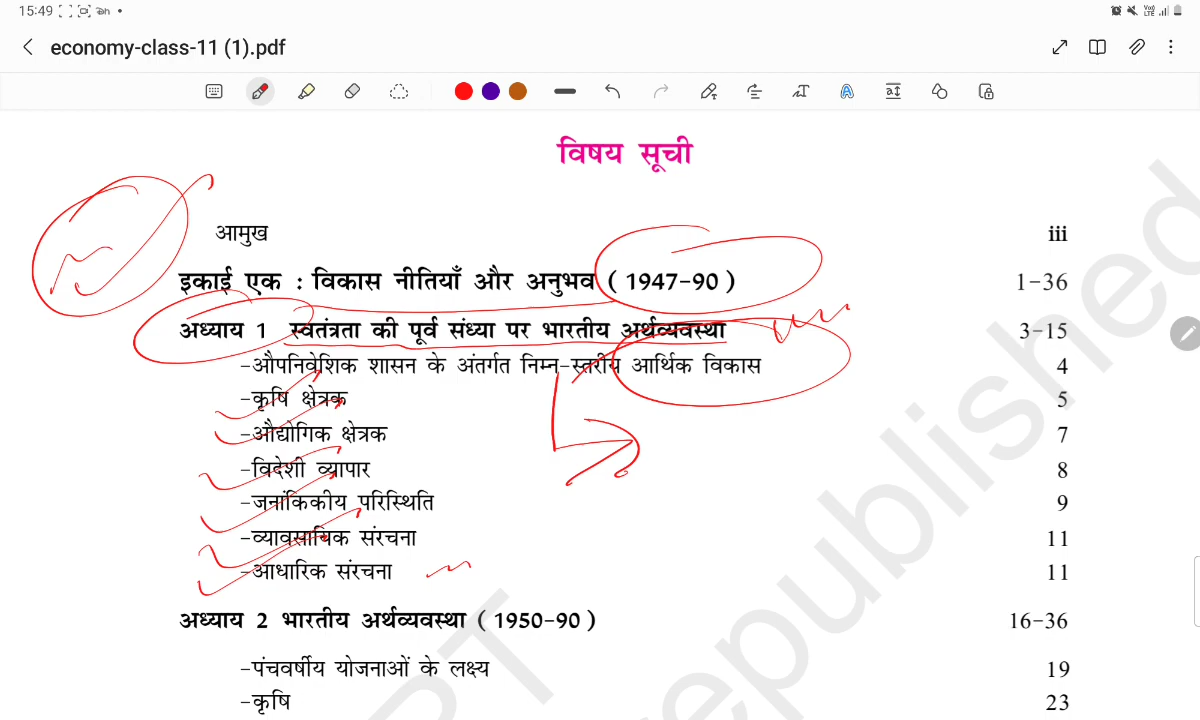 15:49
economy-class-11 (1).pdf
विषय सूची
आमुख iii
इकाई एक : विकास नीतियाँ और अनुभव ( 1947-90 ) 1-36
अध्याय 1 स्वतंत्रता की पूर्व संध्या पर भारतीय अर्थव्यवस्था 3-15
-औपनिवेशिक शासन के अंतर्गत निम्न-स्तरीय आर्थिक विकास 4
-कृषि क्षेत्रक 5
-औद्योगिक क्षेत्रक 7
-विदेशी व्यापार 8
-जनांकिकीय परिस्थिति 9
-व्यावसायिक संरचना 11
-आधारिक संरचना 11
अध्याय 2 भारतीय अर्थव्यवस्था ( 1950-90 ) 16-36
-पंचवर्षीय योजनाओं के लक्ष्य 19
-कृषि 23
republished